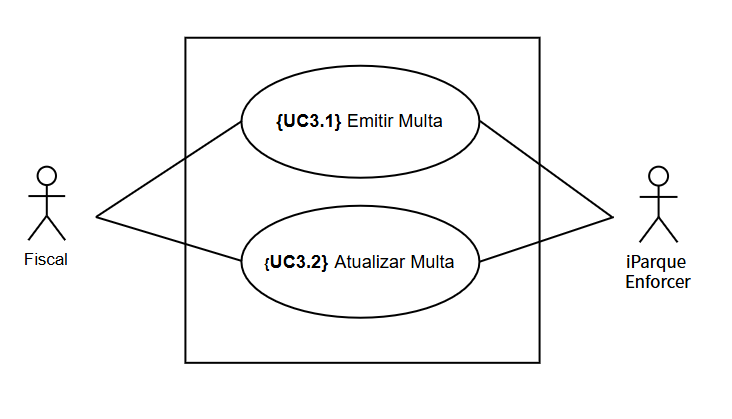 {UC3.1} Emitir Multa
{UC3.2} Atualizar Multa
Fiscal
iParque
Enforcer